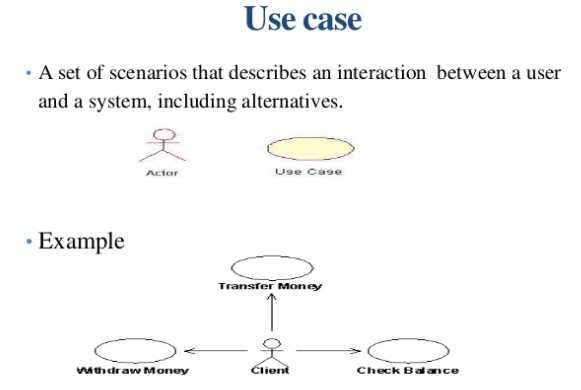 Use case
• A set of scenarios that describes an interaction between a user
and a system, including alternatives.
Actor
Use Case
• Example
Transfer Money
Withdraw Money
Client
Check Balance